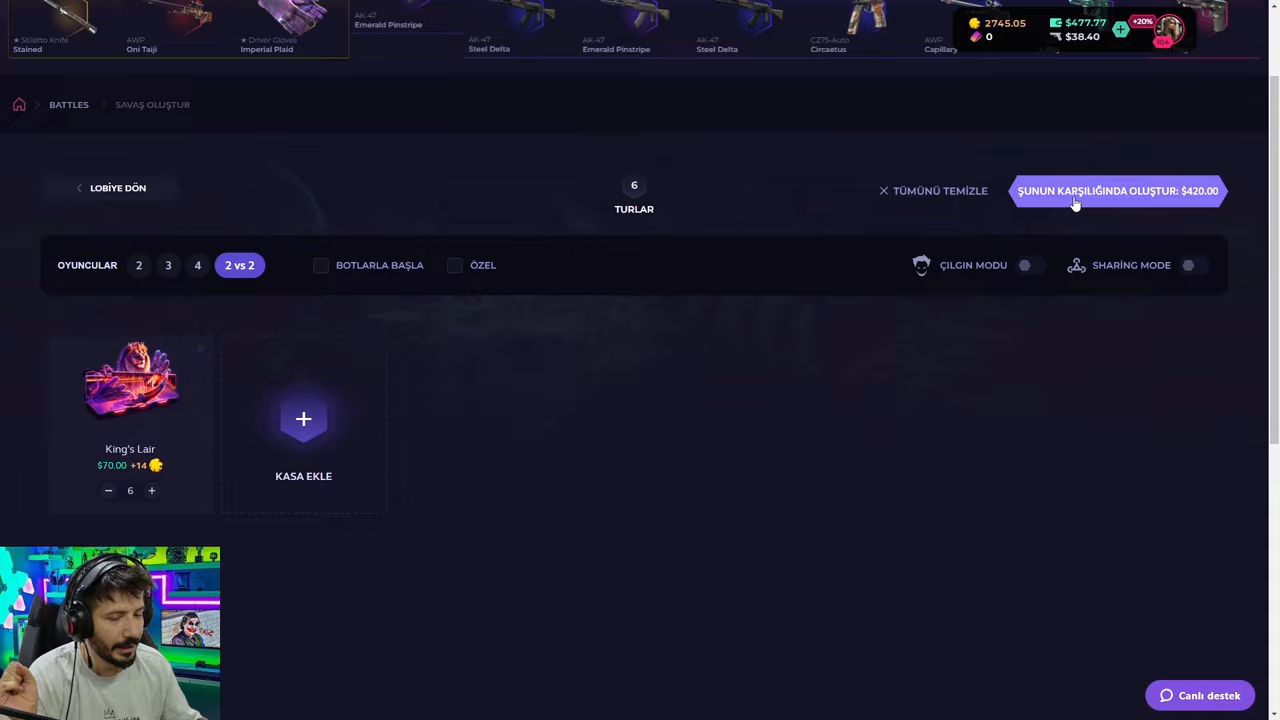 ★ Stiletto Knife
Stained
AWP
Oni Taiji
★ Driver Gloves
Imperial Plaid
AK-47
Emerald Pinstripe
AK-47
Steel Delta
AK-47
Emerald Pinstripe
AK-47
Steel Delta
CZ75-Auto
Circaetus
AWP
Capillary
2745.05
0
$477.77
$38.40
+20%
104
BATTLES
SAVAŞ OLUŞTUR
LOBİYE DÖN
6
TURLAR
TÜMÜNÜ TEMİZLE
ŞUNUN KARŞILIĞINDA OLUŞTUR: $420.00
OYUNCULAR
2
3
4
2 vs 2
BOTLARLA BAŞLA
ÖZEL
ÇILGIN MODU
SHARİNG MODE
King's Lair
$70.00 +14
− 6 +
+
KASA EKLE
Canlı destek